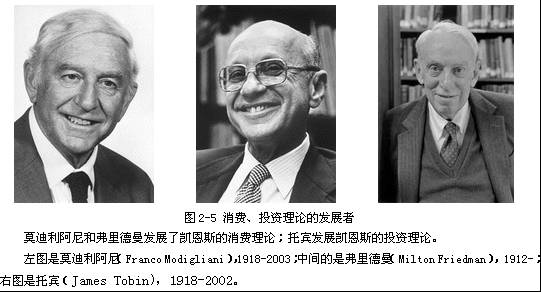 图2-5 消费、投资理论的发展者
莫迪利阿尼和弗里德曼发展了凯恩斯的消费理论；托宾发展凯恩斯的投资理论。
左图是莫迪利阿尼(Franco Modigliani),1918-2003；中间的是弗里德曼(Milton Friedman)，1912-；
右图是托宾(James Tobin)，1918-2002。